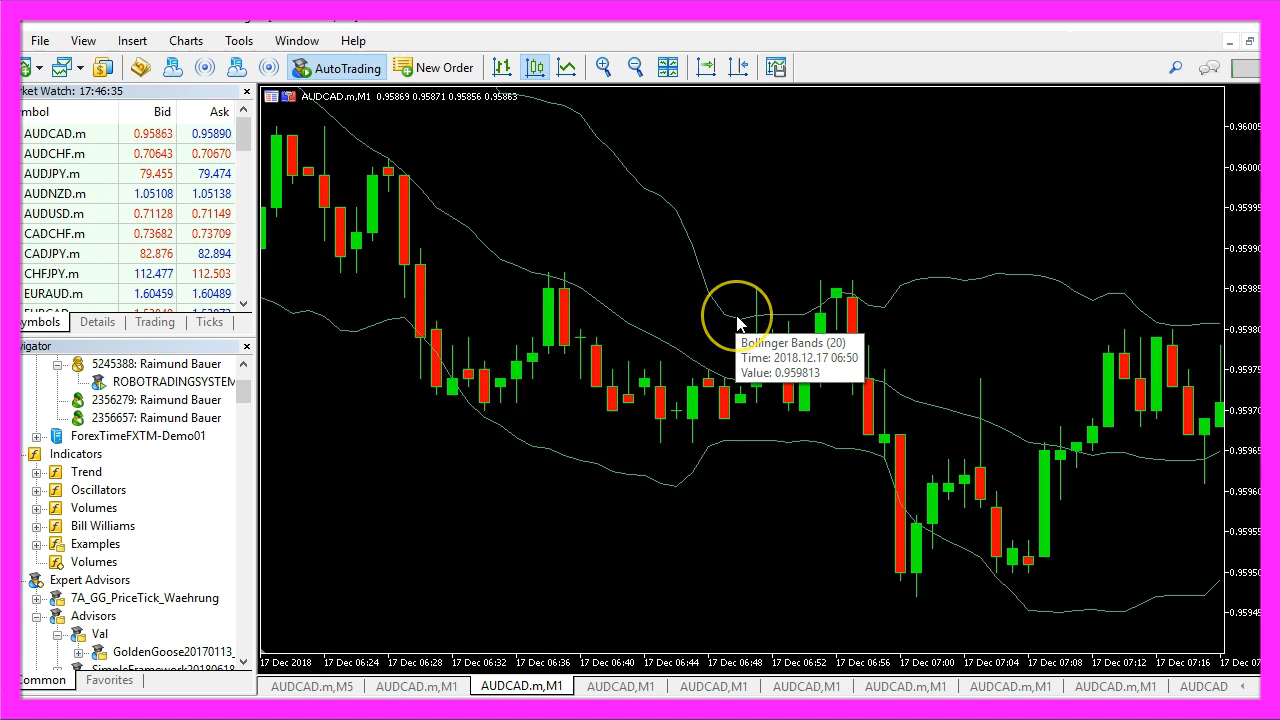 File View Insert Charts Tools Window Help
AutoTrading New Order
rket Watch: 17:46:35
mbol Bid Ask
AUDCAD.m 0.95863 0.95890
AUDCHF.m 0.70643 0.70670
AUDJPY.m 79.455 79.474
AUDNZD.m 1.05108 1.05138
AUDUSD.m 0.71128 0.71149
CADCHF.m 0.73682 0.73709
CADJPY.m 82.876 82.894
CHFJPY.m 112.477 112.503
EURAUD.m 1.60459 1.60489
ymbols Details Trading Ticks
vigator
5245388: Raimund Bauer
ROBOTRADINGSYSTEM
2396279: Raimund Bauer
2356657: Raimund Bauer
ForexTimeFXTM-Demo01
Indicators
Trend
Oscillators
Volumes
Bill Williams
Examples
Volumes
Expert Advisors
7A_GG_PriceTick_Waehrung
Advisors
Val
GoldenGoose20170113_
SimpleFramework20180618
ommon Favorites
AUDCAD.m,M1 0.95869 0.95871 0.95856 0.95863
Bollinger Bands (20)
Time: 2018.12.17 06:50
Value: 0.959813
0.96005
0.96000
0.95995
0.95990
0.95985
0.95980
0.95975
0.95970
0.95965
0.95960
0.95955
0.95950
0.95945
17 Dec 2018 17 Dec 06:24 17 Dec 06:28 17 Dec 06:32 17 Dec 06:36 17 Dec 06:40 17 Dec 06:44 17 Dec 06:48 17 Dec 06:52 17 Dec 06:56 17 Dec 07:00 17 Dec 07:04 17 Dec 07:08 17 Dec 07:12 17 Dec 07:16 17 Dec 07:
AUDCAD.m,M5 AUDCAD.m,M1 AUDCAD.m,M1 AUDCAD,M1 AUDCAD,M1 AUDCAD,M1 AUDCAD.m,M1 AUDCAD.m,M1 AUDCAD.m,M1 AUDCAD